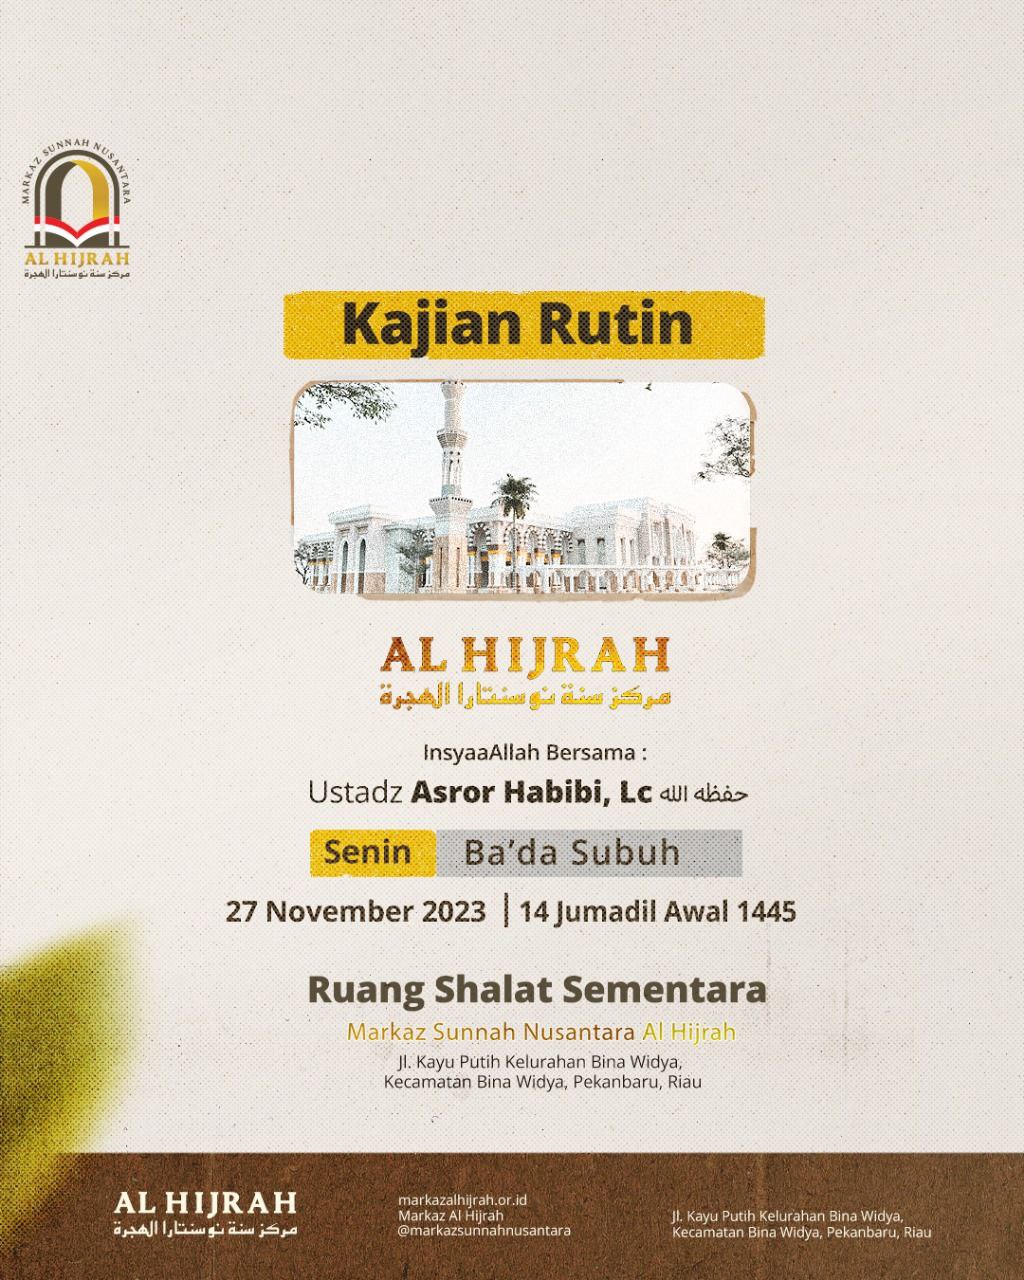 MARKAZ SUNNAH NUSANTARA
AL HIJRAH
مركز سنة نوسنتارا الهجرة
Kajian Rutin
AL HIJRAH
مركز سنة نوسنتارا الهجرة
InsyaaAllah Bersama :
Ustadz Asror Habibi, Lc حفظه الله
Senin Ba’da Subuh
27 November 2023 | 14 Jumadil Awal 1445
Ruang Shalat Sementara
Markaz Sunnah Nusantara Al Hijrah
Jl. Kayu Putih Kelurahan Bina Widya,
Kecamatan Bina Widya, Pekanbaru, Riau
AL HIJRAH
مركز سنة نوسنتارا الهجرة
markazalhijrah.or.id
Markaz Al Hijrah
@markazsunnahnusantara
Jl. Kayu Putih Kelurahan Bina Widya,
Kecamatan Bina Widya, Pekanbaru, Riau